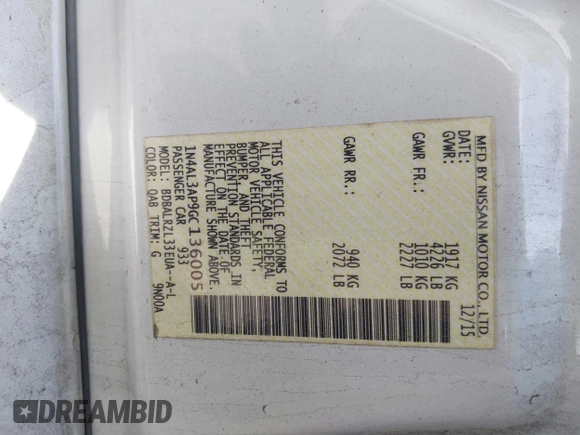 MFD BY NISSAN MOTOR CO., LTD.
DATE: 12/15
GVWR: 1917 KG
4226 LB
GAWR FR.: 1010 KG
2227 LB
GAWR RR.: 940 KG
2072 LB
THIS VEHICLE CONFORMS TO
ALL APPLICABLE FEDERAL
MOTOR VEHICLE SAFETY,
BUMPER, AND THEFT
PREVENTION STANDARDS IN
EFFECT ON THE DATE OF
MANUFACTURE SHOWN ABOVE.
1N4AL3AP9GC136005
PASSENGER CAR 933
MODEL: BDBALRZL33EUA--A-L
COLOR: QAB TRIM: G 9N00A
DREAMBID